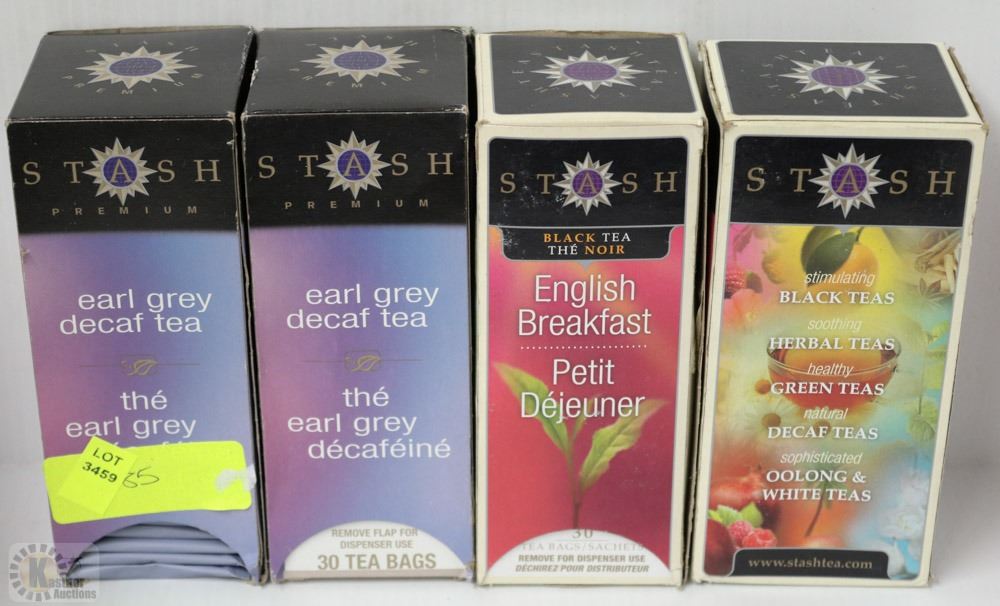 STASH
PREMIUM
earl grey
decaf tea
thé
earl grey
LOT
3459
STASH
PREMIUM
earl grey
decaf tea
thé
earl grey
décaféiné
REMOVE FLAP FOR
DISPENSER USE
30 TEA BAGS
STASH
BLACK TEA
THÉ NOIR
English
Breakfast
Petit
Déjeuner
30
TEA BAGS/SACHETS
REMOVE FOR DISPENSER USE
DÉCHIREZ POUR DISTRIBUTEUR
STASH
stimulating
BLACK TEAS
soothing
HERBAL TEAS
healthy
GREEN TEAS
natural
DECAF TEAS
sophisticated
OOLONG &
WHITE TEAS
www.stashtea.com
Kastner
Auctions